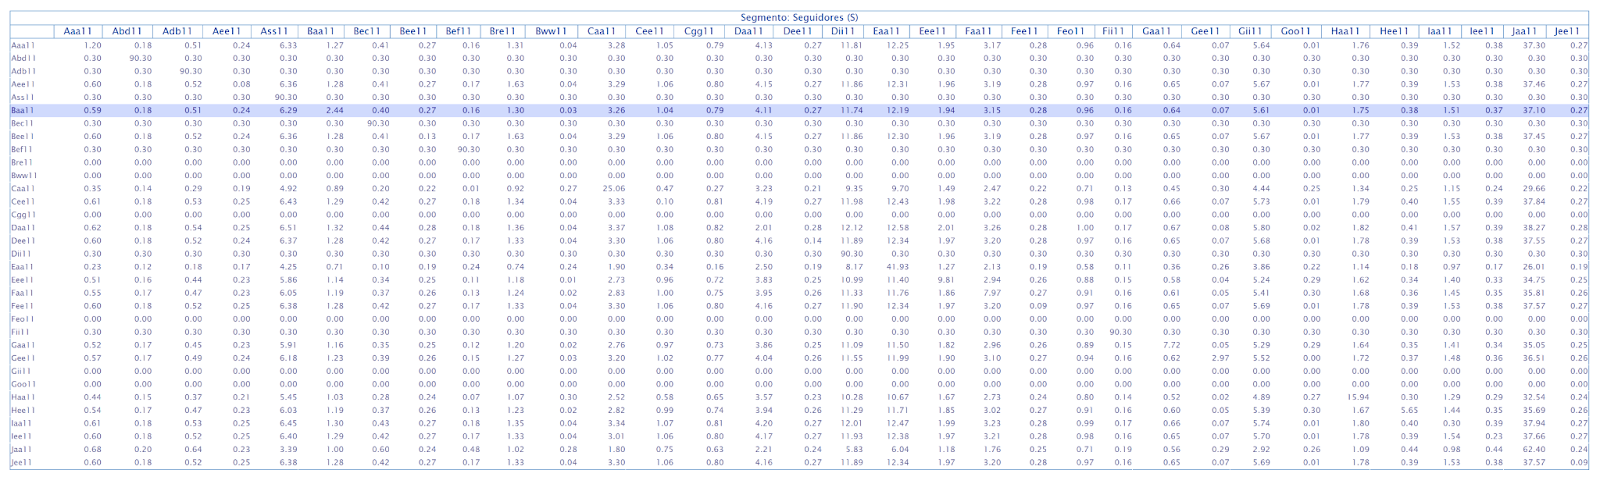 Segmento: Seguidores (S)
Aaa11 Abd11 Adb11 Aee11 Ass11 Baa11 Bec11 Bee11 Bef11 Bre11 Bww11 Caa11 Cee11 Cgg11 Daa11 Dee11 Dii11 Eaa11 Eee11 Faa11 Fee11 Feo11 Fii11 Gaa11 Gee11 Gii11 Goo11 Haa11 Hee11 Iaa11 Iee11 Jaa11 Jee11
Aaa11 1.20 0.18 0.51 0.24 6.33 1.27 0.41 0.27 0.16 1.31 0.04 3.28 1.05 0.79 4.13 0.27 11.81 12.25 1.95 3.17 0.28 0.96 0.16 0.64 0.07 5.64 0.01 1.76 0.39 1.52 0.38 37.30 0.27
Abd11 0.30 90.30 0.30 0.30 0.30 0.30 0.30 0.30 0.30 0.30 0.30 0.30 0.30 0.30 0.30 0.30 0.30 0.30 0.30 0.30 0.30 0.30 0.30 0.30 0.30 0.30 0.30 0.30 0.30 0.30 0.30 0.30 0.30
Adb11 0.30 0.30 90.30 0.30 0.30 0.30 0.30 0.30 0.30 0.30 0.30 0.30 0.30 0.30 0.30 0.30 0.30 0.30 0.30 0.30 0.30 0.30 0.30 0.30 0.30 0.30 0.30 0.30 0.30 0.30 0.30 0.30 0.30
Aee11 0.60 0.18 0.52 0.08 6.36 1.28 0.41 0.27 0.17 1.63 0.04 3.29 1.06 0.80 4.15 0.27 11.86 12.31 1.96 3.19 0.28 0.97 0.16 0.65 0.07 5.67 0.01 1.77 0.39 1.53 0.38 37.46 0.27
Ass11 0.30 0.30 0.30 0.30 90.30 0.30 0.30 0.30 0.30 0.30 0.30 0.30 0.30 0.30 0.30 0.30 0.30 0.30 0.30 0.30 0.30 0.30 0.30 0.30 0.30 0.30 0.30 0.30 0.30 0.30 0.30 0.30 0.30
Baa11 0.59 0.18 0.51 0.24 6.29 2.44 0.40 0.27 0.16 1.30 0.03 3.26 1.04 0.79 4.11 0.27 11.74 12.19 1.94 3.15 0.28 0.96 0.16 0.64 0.07 5.61 0.01 1.75 0.38 1.51 0.37 37.10 0.27
Bec11 0.30 0.30 0.30 0.30 0.30 0.30 90.30 0.30 0.30 0.30 0.30 0.30 0.30 0.30 0.30 0.30 0.30 0.30 0.30 0.30 0.30 0.30 0.30 0.30 0.30 0.30 0.30 0.30 0.30 0.30 0.30 0.30 0.30
Bee11 0.60 0.18 0.52 0.24 6.36 1.28 0.41 0.13 0.17 1.63 0.04 3.29 1.06 0.80 4.15 0.27 11.86 12.30 1.96 3.19 0.28 0.97 0.16 0.65 0.07 5.67 0.01 1.77 0.39 1.53 0.38 37.45 0.27
Bef11 0.30 0.30 0.30 0.30 0.30 0.30 0.30 0.30 90.30 0.30 0.30 0.30 0.30 0.30 0.30 0.30 0.30 0.30 0.30 0.30 0.30 0.30 0.30 0.30 0.30 0.30 0.30 0.30 0.30 0.30 0.30 0.30 0.30
Bre11 0.00 0.00 0.00 0.00 0.00 0.00 0.00 0.00 0.00 0.00 0.00 0.00 0.00 0.00 0.00 0.00 0.00 0.00 0.00 0.00 0.00 0.00 0.00 0.00 0.00 0.00 0.00 0.00 0.00 0.00 0.00 0.00 0.00
Bww11 0.00 0.00 0.00 0.00 0.00 0.00 0.00 0.00 0.00 0.00 0.00 0.00 0.00 0.00 0.00 0.00 0.00 0.00 0.00 0.00 0.00 0.00 0.00 0.00 0.00 0.00 0.00 0.00 0.00 0.00 0.00 0.00 0.00
Caa11 0.35 0.14 0.29 0.19 4.92 0.89 0.20 0.22 0.01 0.92 0.27 25.06 0.47 0.27 3.23 0.21 9.35 9.70 1.49 2.47 0.22 0.71 0.13 0.45 0.30 4.44 0.25 1.34 0.25 1.15 0.24 29.66 0.22
Cee11 0.61 0.18 0.53 0.25 6.43 1.29 0.42 0.27 0.18 1.34 0.04 3.33 0.10 0.81 4.19 0.27 11.98 12.43 1.98 3.22 0.28 0.98 0.17 0.66 0.07 5.73 0.01 1.79 0.40 1.55 0.39 37.84 0.27
Cgg11 0.00 0.00 0.00 0.00 0.00 0.00 0.00 0.00 0.00 0.00 0.00 0.00 0.00 0.00 0.00 0.00 0.00 0.00 0.00 0.00 0.00 0.00 0.00 0.00 0.00 0.00 0.00 0.00 0.00 0.00 0.00 0.00 0.00
Daa11 0.62 0.18 0.54 0.25 6.51 1.32 0.44 0.28 0.18 1.36 0.04 3.37 1.08 0.82 2.01 0.28 12.12 12.58 2.01 3.26 0.28 1.00 0.17 0.67 0.08 5.80 0.02 1.82 0.41 1.57 0.39 38.27 0.28
Dee11 0.60 0.18 0.52 0.24 6.37 1.28 0.42 0.27 0.17 1.33 0.04 3.30 1.06 0.80 4.16 0.14 11.89 12.34 1.97 3.20 0.28 0.97 0.16 0.65 0.07 5.68 0.01 1.78 0.39 1.53 0.38 37.55 0.27
Dii11 0.30 0.30 0.30 0.30 0.30 0.30 0.30 0.30 0.30 0.30 0.30 0.30 0.30 0.30 0.30 0.30 90.30 0.30 0.30 0.30 0.30 0.30 0.30 0.30 0.30 0.30 0.30 0.30 0.30 0.30 0.30 0.30 0.30
Eaa11 0.23 0.12 0.18 0.17 4.25 0.71 0.10 0.19 0.24 0.74 0.24 1.90 0.34 0.16 2.50 0.19 8.17 41.93 1.27 2.13 0.19 0.58 0.11 0.36 0.26 3.86 0.22 1.14 0.18 0.97 0.17 26.01 0.19
Eee11 0.51 0.16 0.44 0.23 5.86 1.14 0.34 0.25 0.11 1.18 0.01 2.73 0.96 0.72 3.83 0.25 10.99 11.40 9.81 2.94 0.26 0.88 0.15 0.58 0.04 5.24 0.29 1.62 0.34 1.40 0.33 34.75 0.25
Faa11 0.55 0.17 0.47 0.23 6.05 1.19 0.37 0.26 0.13 1.24 0.02 2.83 1.00 0.75 3.95 0.26 11.33 11.76 1.86 7.97 0.27 0.91 0.16 0.61 0.05 5.41 0.30 1.68 0.36 1.45 0.35 35.81 0.26
Fee11 0.60 0.18 0.52 0.25 6.38 1.28 0.42 0.27 0.17 1.33 0.04 3.30 1.06 0.80 4.16 0.27 11.90 12.34 1.97 3.20 0.09 0.97 0.16 0.65 0.07 5.69 0.01 1.78 0.39 1.53 0.38 37.57 0.27
Feo11 0.00 0.00 0.00 0.00 0.00 0.00 0.00 0.00 0.00 0.00 0.00 0.00 0.00 0.00 0.00 0.00 0.00 0.00 0.00 0.00 0.00 0.00 0.00 0.00 0.00 0.00 0.00 0.00 0.00 0.00 0.00 0.00 0.00
Fii11 0.30 0.30 0.30 0.30 0.30 0.30 0.30 0.30 0.30 0.30 0.30 0.30 0.30 0.30 0.30 0.30 0.30 0.30 0.30 0.30 0.30 0.30 90.30 0.30 0.30 0.30 0.30 0.30 0.30 0.30 0.30 0.30 0.30
Gaa11 0.52 0.17 0.45 0.23 5.91 1.16 0.35 0.25 0.12 1.20 0.02 2.76 0.97 0.73 3.86 0.25 11.09 11.50 1.82 2.96 0.26 0.89 0.15 7.72 0.05 5.29 0.29 1.64 0.35 1.41 0.34 35.05 0.25
Gee11 0.57 0.17 0.49 0.24 6.18 1.23 0.39 0.26 0.15 1.27 0.03 3.20 1.02 0.77 4.04 0.26 11.55 11.99 1.90 3.10 0.27 0.94 0.16 0.62 2.97 5.52 0.00 1.72 0.37 1.48 0.36 36.51 0.26
Gii11 0.00 0.00 0.00 0.00 0.00 0.00 0.00 0.00 0.00 0.00 0.00 0.00 0.00 0.00 0.00 0.00 0.00 0.00 0.00 0.00 0.00 0.00 0.00 0.00 0.00 0.00 0.00 0.00 0.00 0.00 0.00 0.00 0.00
Goo11 0.00 0.00 0.00 0.00 0.00 0.00 0.00 0.00 0.00 0.00 0.00 0.00 0.00 0.00 0.00 0.00 0.00 0.00 0.00 0.00 0.00 0.00 0.00 0.00 0.00 0.00 0.00 0.00 0.00 0.00 0.00 0.00 0.00
Haa11 0.44 0.15 0.37 0.21 5.45 1.03 0.28 0.24 0.07 1.07 0.30 2.52 0.58 0.65 3.57 0.23 10.28 10.67 1.67 2.73 0.24 0.80 0.14 0.52 0.02 4.89 0.27 15.94 0.30 1.29 0.29 32.54 0.24
Hee11 0.54 0.17 0.47 0.23 6.03 1.19 0.37 0.26 0.13 1.23 0.02 2.82 0.99 0.74 3.94 0.26 11.29 11.71 1.85 3.02 0.27 0.91 0.16 0.60 0.05 5.39 0.30 1.67 5.65 1.44 0.35 35.69 0.26
Iaa11 0.61 0.18 0.53 0.25 6.45 1.30 0.43 0.27 0.18 1.35 0.04 3.34 1.07 0.81 4.20 0.27 12.01 12.47 1.99 3.23 0.28 0.99 0.17 0.66 0.07 5.74 0.01 1.80 0.40 0.30 0.39 37.94 0.27
Iee11 0.60 0.18 0.52 0.25 6.40 1.29 0.42 0.27 0.17 1.33 0.04 3.01 1.06 0.80 4.17 0.27 11.93 12.38 1.97 3.21 0.28 0.98 0.16 0.65 0.07 5.70 0.01 1.78 0.39 1.54 0.23 37.66 0.27
Jaa11 0.68 0.20 0.64 0.23 3.39 1.00 0.60 0.24 0.48 1.02 0.28 1.80 0.75 0.63 2.21 0.24 5.83 6.04 1.18 1.76 0.25 0.71 0.19 0.56 0.29 2.92 0.26 1.09 0.44 0.98 0.44 62.40 0.24
Jee11 0.60 0.18 0.52 0.25 6.38 1.28 0.42 0.27 0.17 1.33 0.04 3.30 1.06 0.80 4.16 0.27 11.89 12.34 1.97 3.20 0.28 0.97 0.16 0.65 0.07 5.69 0.01 1.78 0.39 1.53 0.38 37.57 0.09